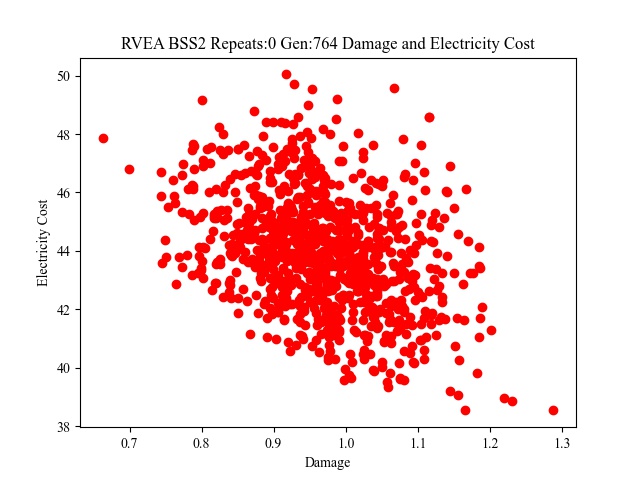 RVEA BSS2 Repeats:0 Gen:764 Damage and Electricity Cost
50
48
46
44
42
40
38
Electricity Cost
0.7 0.8 0.9 1.0 1.1 1.2 1.3
Damage